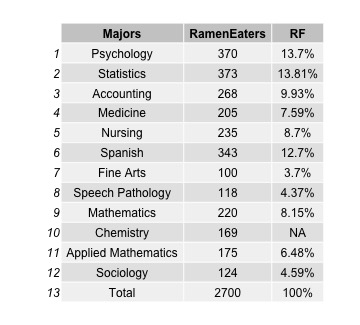 Majors RamenEaters RF
1 Psychology 370 13.7%
2 Statistics 373 13.81%
3 Accounting 268 9.93%
4 Medicine 205 7.59%
5 Nursing 235 8.7%
6 Spanish 343 12.7%
7 Fine Arts 100 3.7%
8 Speech Pathology 118 4.37%
9 Mathematics 220 8.15%
10 Chemistry 169 NA
11 Applied Mathematics 175 6.48%
12 Sociology 124 4.59%
13 Total 2700 100%